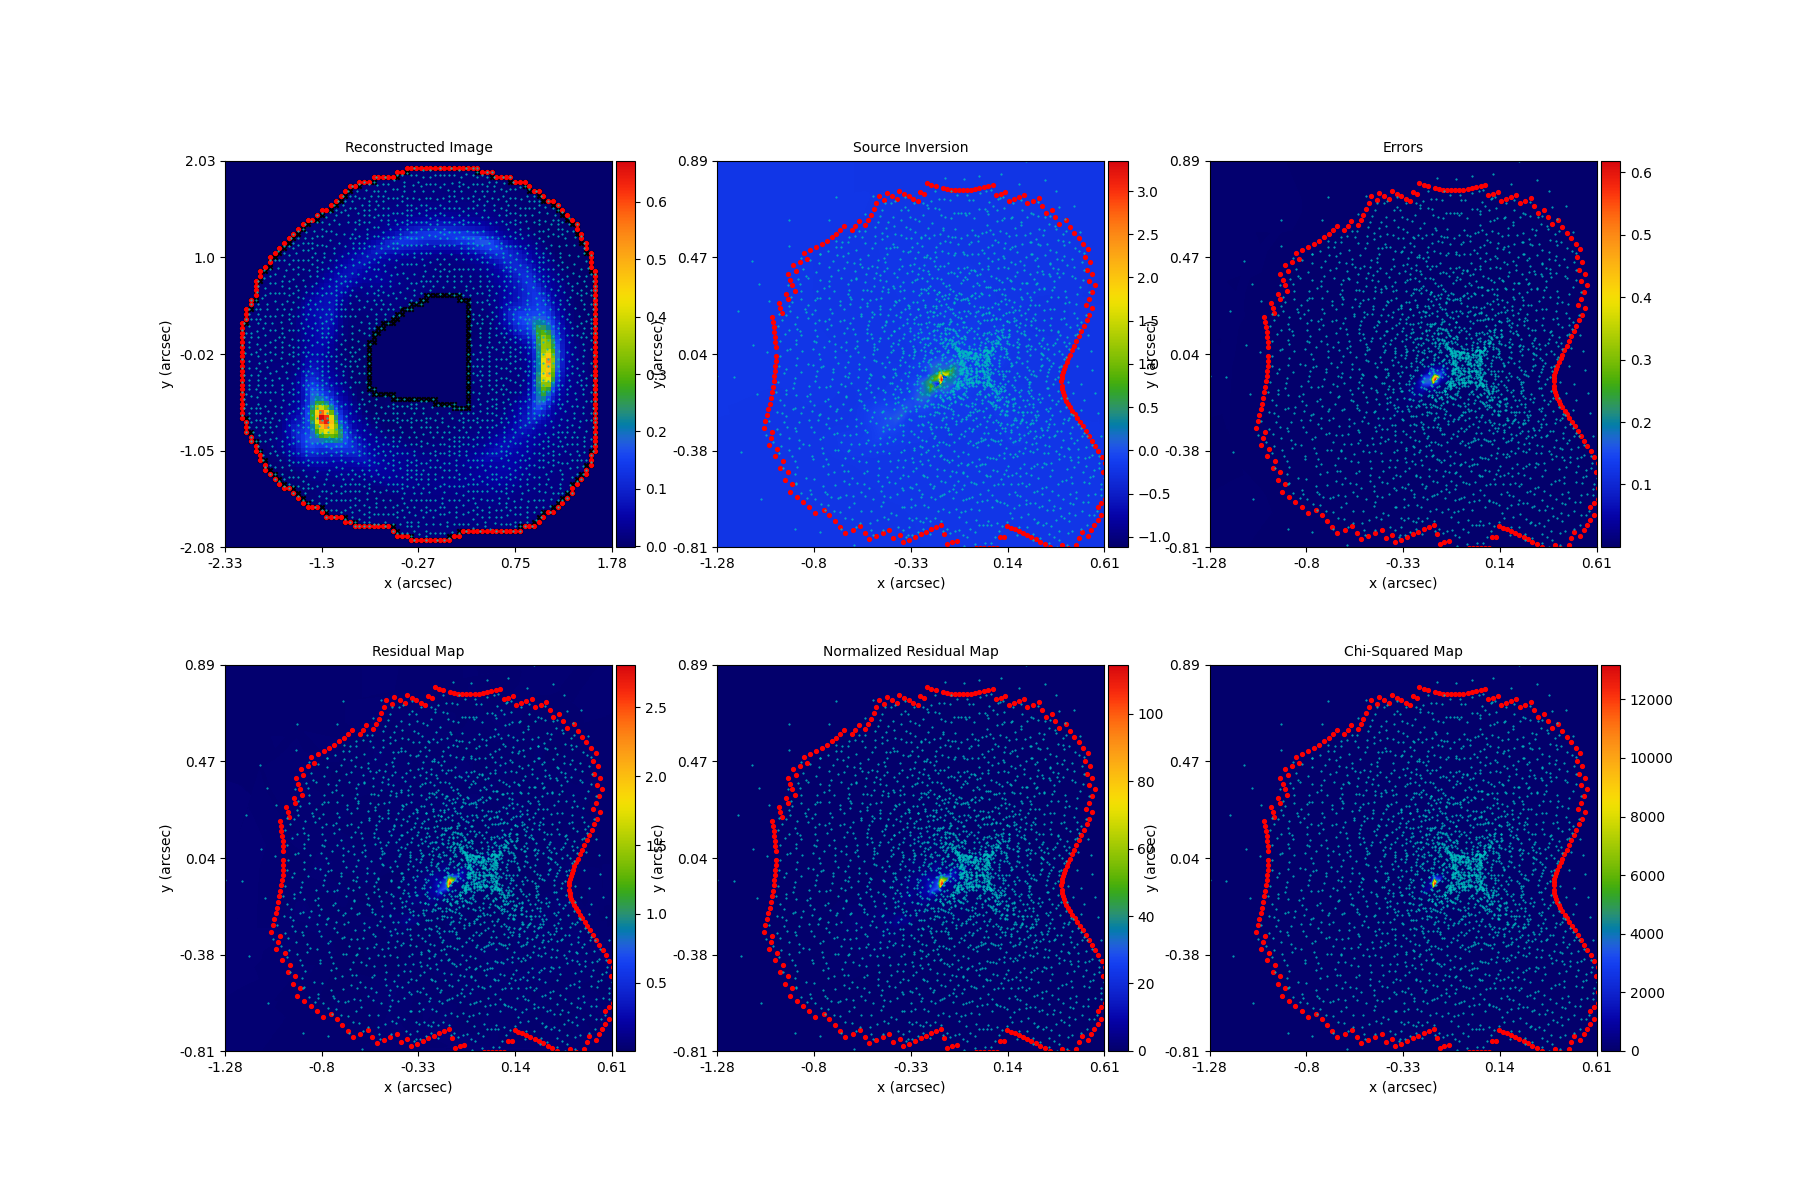 Reconstructed Image
2.03
1.0
-0.02
-1.05
-2.08
y (arcsec)
-2.33 -1.3 -0.27 0.75 1.78
x (arcsec)
0.6
0.5
0.4
0.3
0.2
0.1
0.0
Source Inversion
0.89
0.47
0.04
-0.38
-0.81
y (arcsec)
-1.28 -0.8 -0.33 0.14 0.61
x (arcsec)
3.0
2.5
2.0
1.5
0.5
0.0
−0.5
−1.0
Errors
0.89
0.47
0.04
-0.38
-0.81
y (arcsec)
-1.28 -0.8 -0.33 0.14 0.61
x (arcsec)
0.6
0.5
0.4
0.3
0.2
0.1
Residual Map
0.89
0.47
0.04
-0.38
-0.81
y (arcsec)
-1.28 -0.8 -0.33 0.14 0.61
x (arcsec)
2.5
2.0
1.5
1.0
0.5
Normalized Residual Map
0.89
0.47
0.04
-0.38
-0.81
y (arcsec)
-1.28 -0.8 -0.33 0.14 0.61
x (arcsec)
100
80
60
40
20
0
Chi-Squared Map
0.89
0.47
0.04
-0.38
-0.81
y (arcsec)
-1.28 -0.8 -0.33 0.14 0.61
x (arcsec)
12000
10000
8000
6000
4000
2000
0